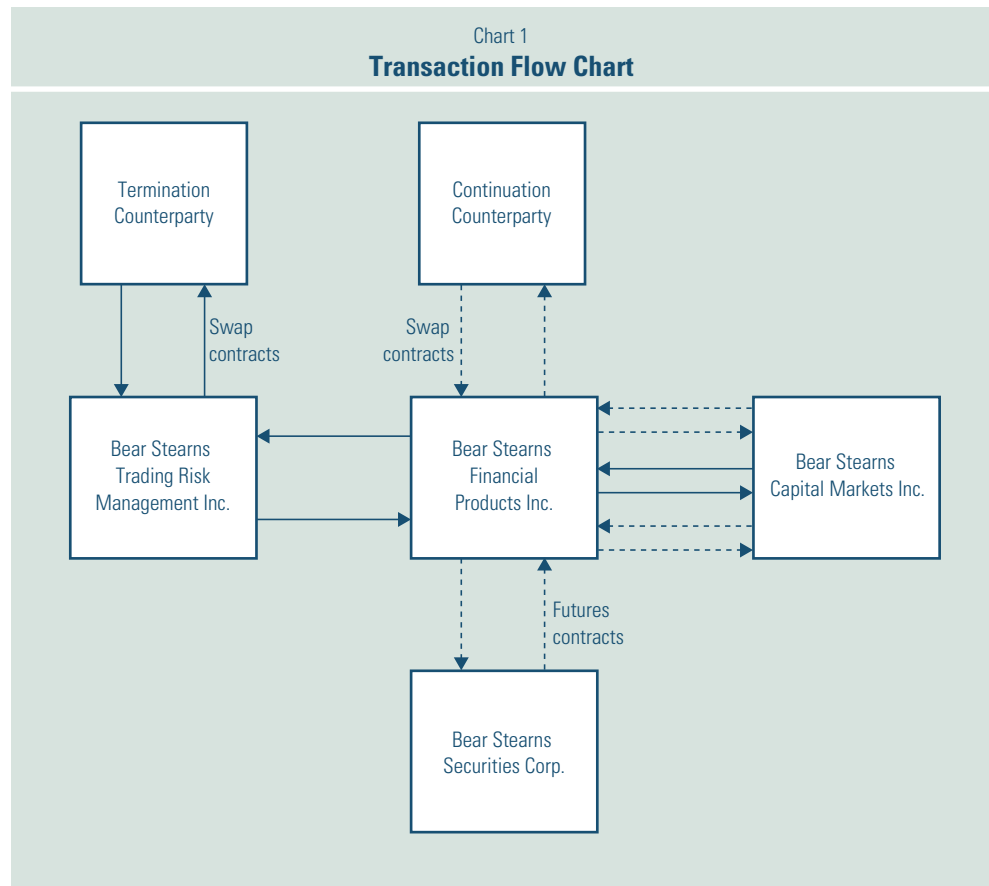 Chart 1
Transaction Flow Chart
Termination
Counterparty
Continuation
Counterparty
Swap
contracts
Swap
contracts
Bear Stearns
Trading Risk
Management Inc.
Bear Stearns
Financial
Products Inc.
Bear Stearns
Capital Markets Inc.
Futures
contracts
Bear Stearns
Securities Corp.